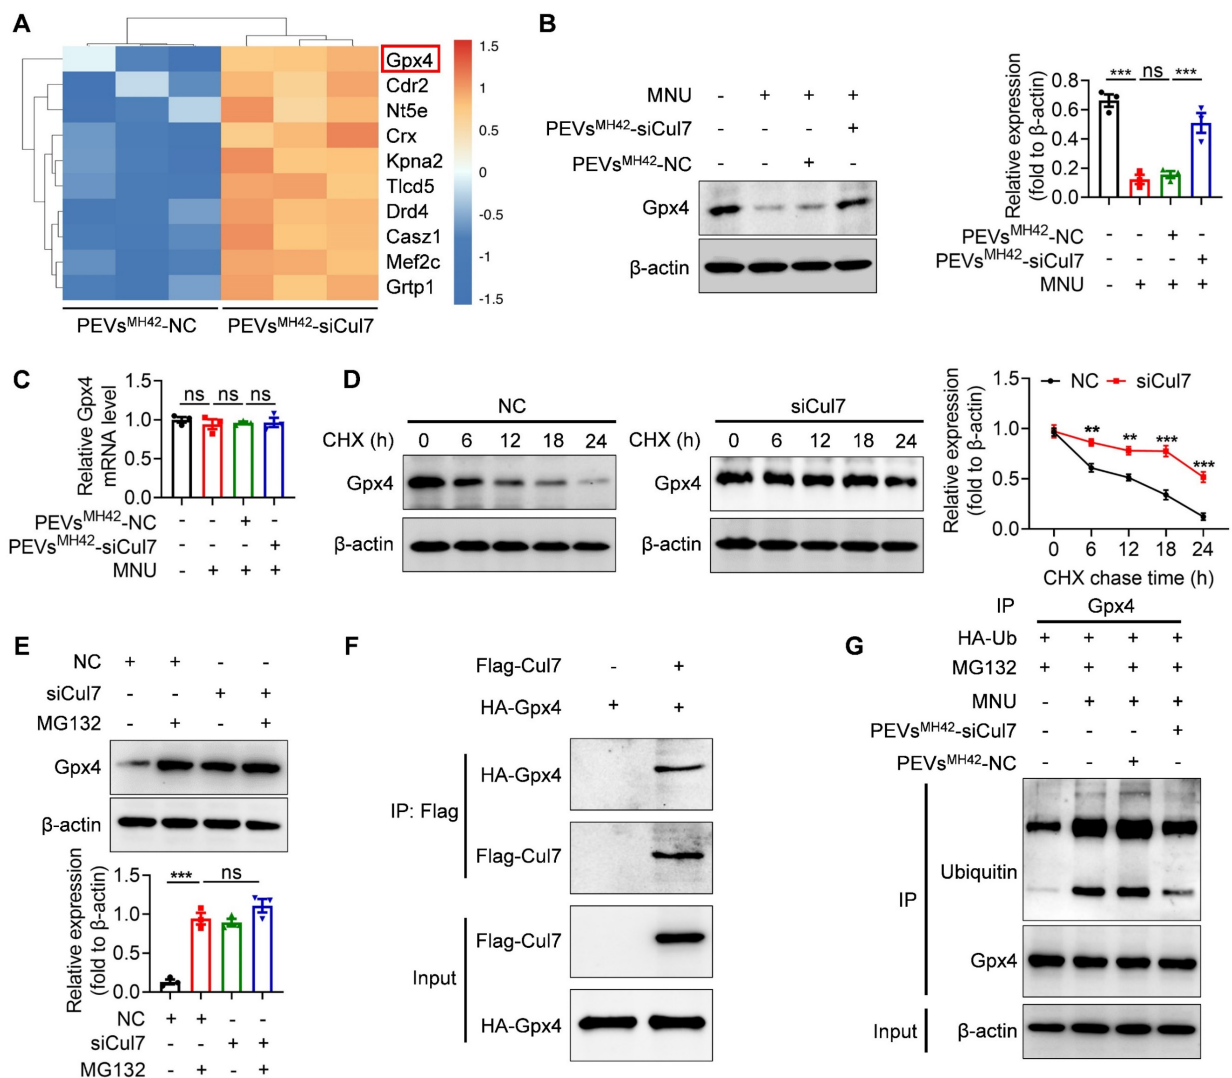 A
Gpx4
Cdr2
Nt5e
Crx
Kpna2
Tlcd5
Drd4
Casz1
Mef2c
Grtp1
1.5
1
0.5
0
-0.5
-1
-1.5
PEVsMH42-NC
PEVsMH42-siCul7
B
MNU - + + +
PEVsMH42-siCul7 - - - +
PEVsMH42-NC - - + -
Gpx4
β-actin
Relative expression
(fold to β-actin)
0.8
0.6
0.4
0.2
0.0
*** ns ***
PEVsMH42-NC - - + -
PEVsMH42-siCul7 - - - +
MNU - + + +
C
Relative Gpx4
mRNA level
1.5
1.0
0.5
0.0
ns ns ns
PEVsMH42-NC - - + -
PEVsMH42-siCul7 - - - +
MNU - + + +
D
NC
CHX (h) 0 6 12 18 24
Gpx4
β-actin
siCul7
CHX (h) 0 6 12 18 24
Gpx4
β-actin
Relative expression
(fold to β-actin)
NC siCul7
1.5
1.0
0.5
0.0
** ** *** ***
0 6 12 18 24
CHX chase time (h)
E
NC + + - -
siCul7 - - + +
MG132 - + - +
Gpx4
β-actin
Relative expression
(fold to β-actin)
1.5
1.0
0.5
0.0
*** ns
NC + + - -
siCul7 - - + +
MG132 - + - +
F
Flag-Cul7 - +
HA-Gpx4 + +
IP: Flag
HA-Gpx4
Flag-Cul7
Input
Flag-Cul7
HA-Gpx4
G
IP Gpx4
HA-Ub + + + +
MG132 + + + +
MNU - + + +
PEVsMH42-siCul7 - - - +
PEVsMH42-NC - - + -
IP
Ubiquitin
Gpx4
Input
β-actin